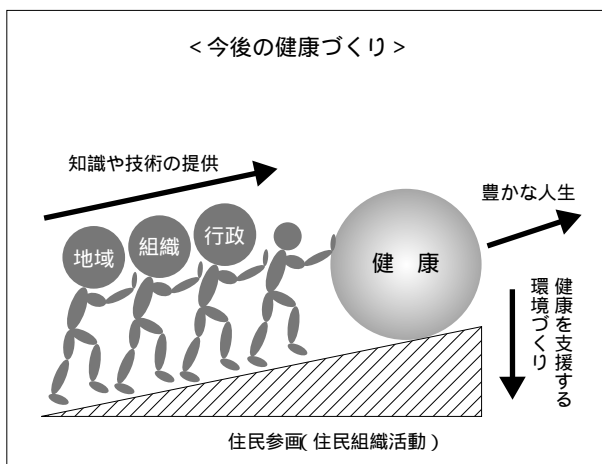 <今後の健康づくり>
知識や技術の提供
豊かな人生
地域
組織
行政
健 康
健康を支援する
環境づくり
住民参画(住民組織活動)